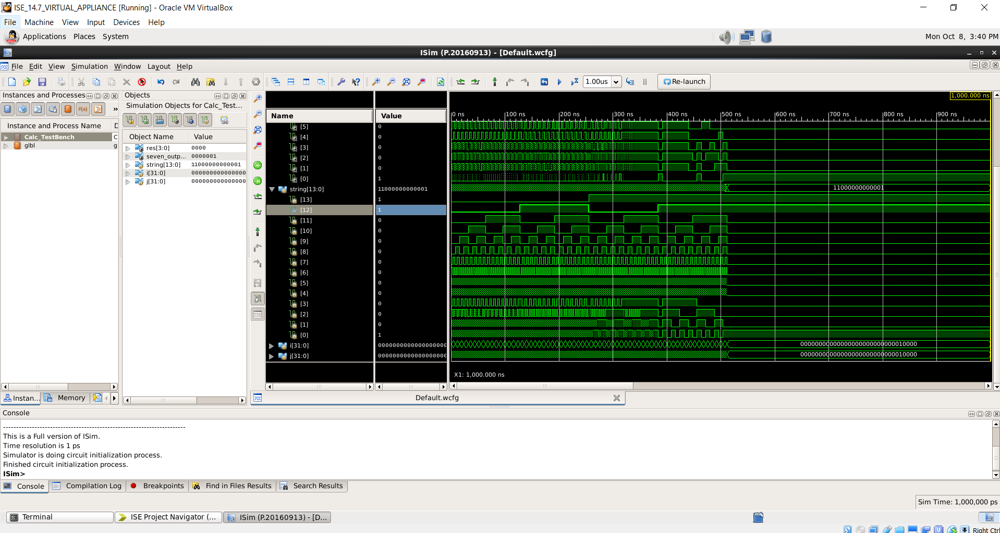 ISE_14.7_VIRTUAL_APPLIANCE [Running] - Oracle VM VirtualBox
File Machine View Input Devices Help
Applications Places System
Mon Oct 8, 3:40 PM
ISim (P.20160913) - [Default.wcfg]
File Edit View Simulation Window Layout Help
1.00us
Re-launch
Instances and Processes
Instance and Process Name D
Calc_TestBench C
glbl g
Instan...
Memory
Objects
Simulation Objects for Calc_Test...
Object Name Value
res[3:0] 0000
seven_outp... 0000001
string[13:0] 11000000000001
i[31:0] 000000000000000
j[31:0] 000000000000000
Name Value
[5] 0
[4] 0
[3] 0
[2] 0
[1] 0
[0] 1
string[13:0] 11000000000001
[13] 1
[12] 1
[11] 0
[10] 0
[9] 0
[8] 0
[7] 0
[6] 0
[5] 0
[4] 0
[3] 0
[2] 0
[1] 0
[0] 1
i[31:0]
j[31:0]
1,000.000 ns
0 ns 100 ns 200 ns 300 ns 400 ns 500 ns 600 ns 700 ns 800 ns 900 ns
11000000000001
00000000000000000000000000010000
00000000000000000000000000010000
X1: 1,000.000 ns
Default.wcfg
Console
----------------------------------------------------------------------
This is a Full version of ISim.
Time resolution is 1 ps
Simulator is doing circuit initialization process.
Finished circuit initialization process.
ISim>
Console Compilation Log Breakpoints Find in Files Results Search Results
Sim Time: 1,000,000 ps
Terminal
ISE Project Navigator (...
ISim (P.20160913) - [D...
Right Ctrl